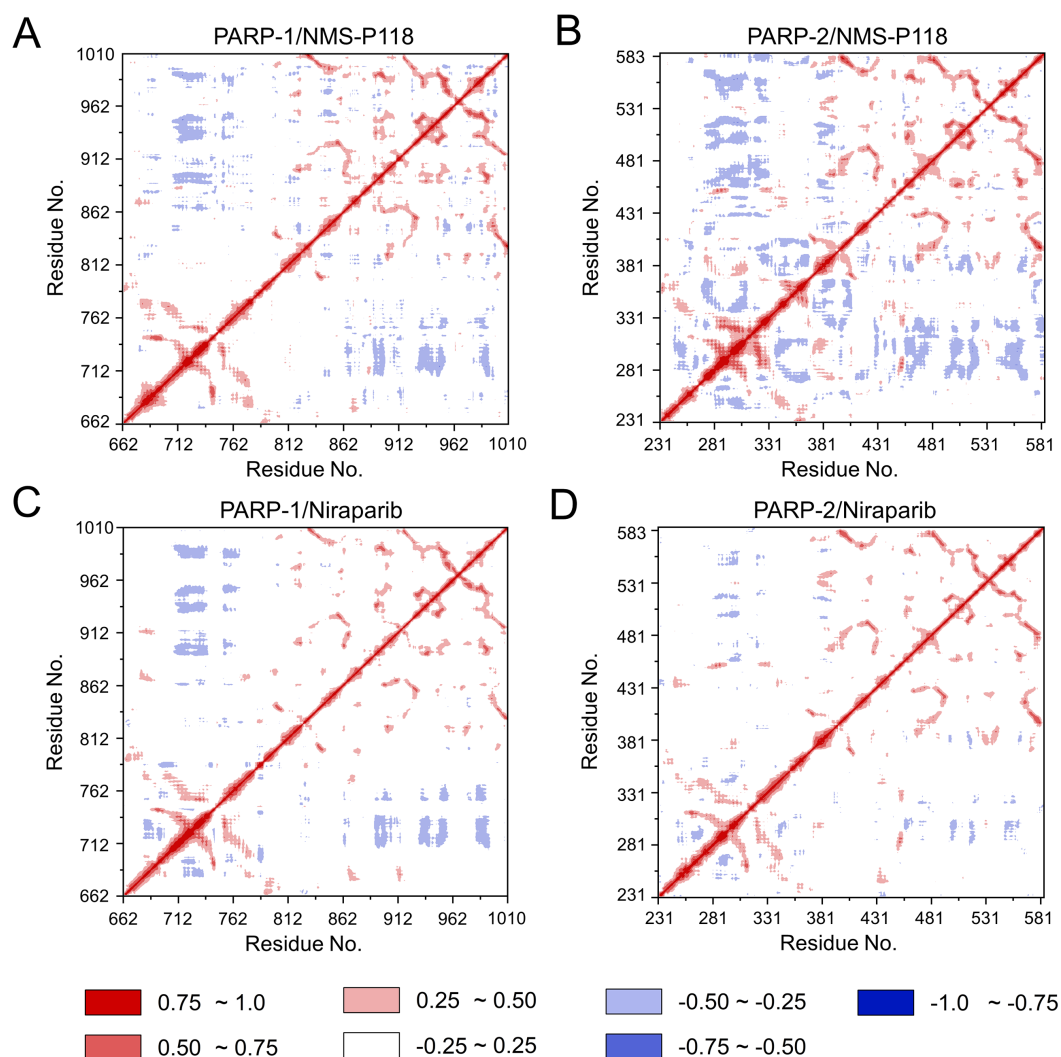 A
PARP-1/NMS-P118
1010
962
912
862
812
762
712
662
Residue No.
662 712 762 812 862 912 962 1010
Residue No.
B
PARP-2/NMS-P118
583
531
481
431
381
331
281
231
Residue No.
231 281 331 381 431 481 531 581
Residue No.
C
PARP-1/Niraparib
1010
962
912
862
812
762
712
662
Residue No.
662 712 762 812 862 912 962 1010
Residue No.
D
PARP-2/Niraparib
583
531
481
431
381
331
281
231
Residue No.
231 281 331 381 431 481 531 581
Residue No.
0.75 ~ 1.0 0.25 ~ 0.50 -0.50 ~ -0.25 -1.0 ~ -0.75
0.50 ~ 0.75 -0.25 ~ 0.25 -0.75 ~ -0.50